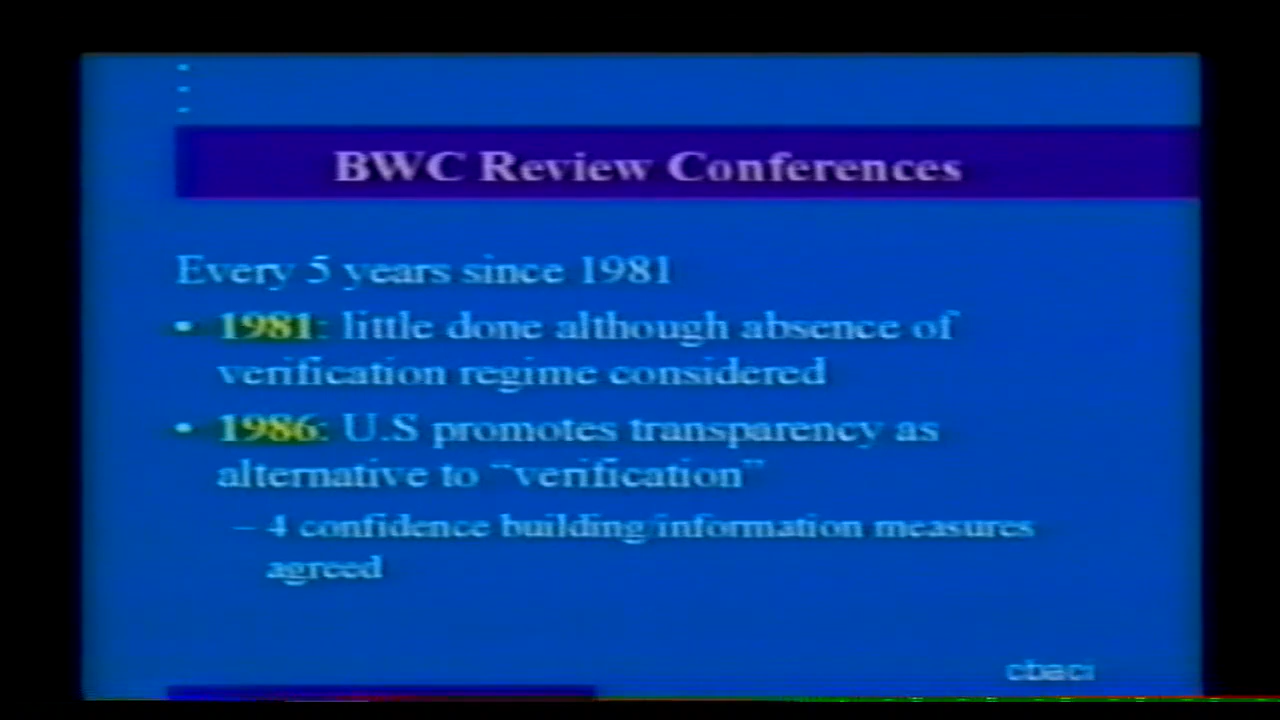 BWC Review Conferences
Every 5 years since 1981
• 1981: little done although absence of
verification regime considered
• 1986: U.S promotes transparency as
alternative to “verification”
– 4 confidence building/information measures
agreed
cbaci